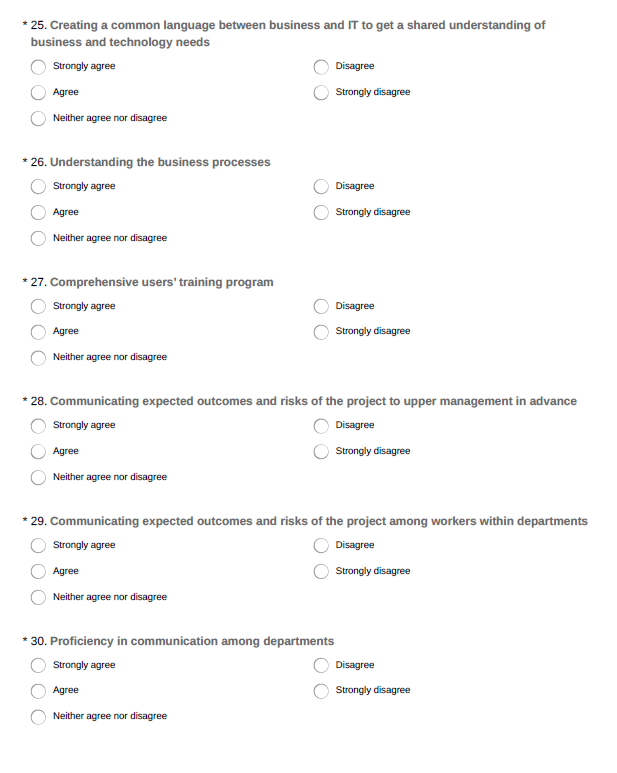 * 25. Creating a common language between business and IT to get a shared understanding of
business and technology needs
Strongly agree
Disagree
Agree
Strongly disagree
Neither agree nor disagree
* 26. Understanding the business processes
Strongly agree
Disagree
Agree
Strongly disagree
Neither agree nor disagree
* 27. Comprehensive users' training program
Strongly agree
Disagree
Agree
Strongly disagree
Neither agree nor disagree
* 28. Communicating expected outcomes and risks of the project to upper management in advance
Strongly agree
Disagree
Agree
Strongly disagree
Neither agree nor disagree
* 29. Communicating expected outcomes and risks of the project among workers within departments
Strongly agree
Disagree
Agree
Strongly disagree
Neither agree nor disagree
* 30. Proficiency in communication among departments
Strongly agree
Disagree
Agree
Strongly disagree
Neither agree nor disagree